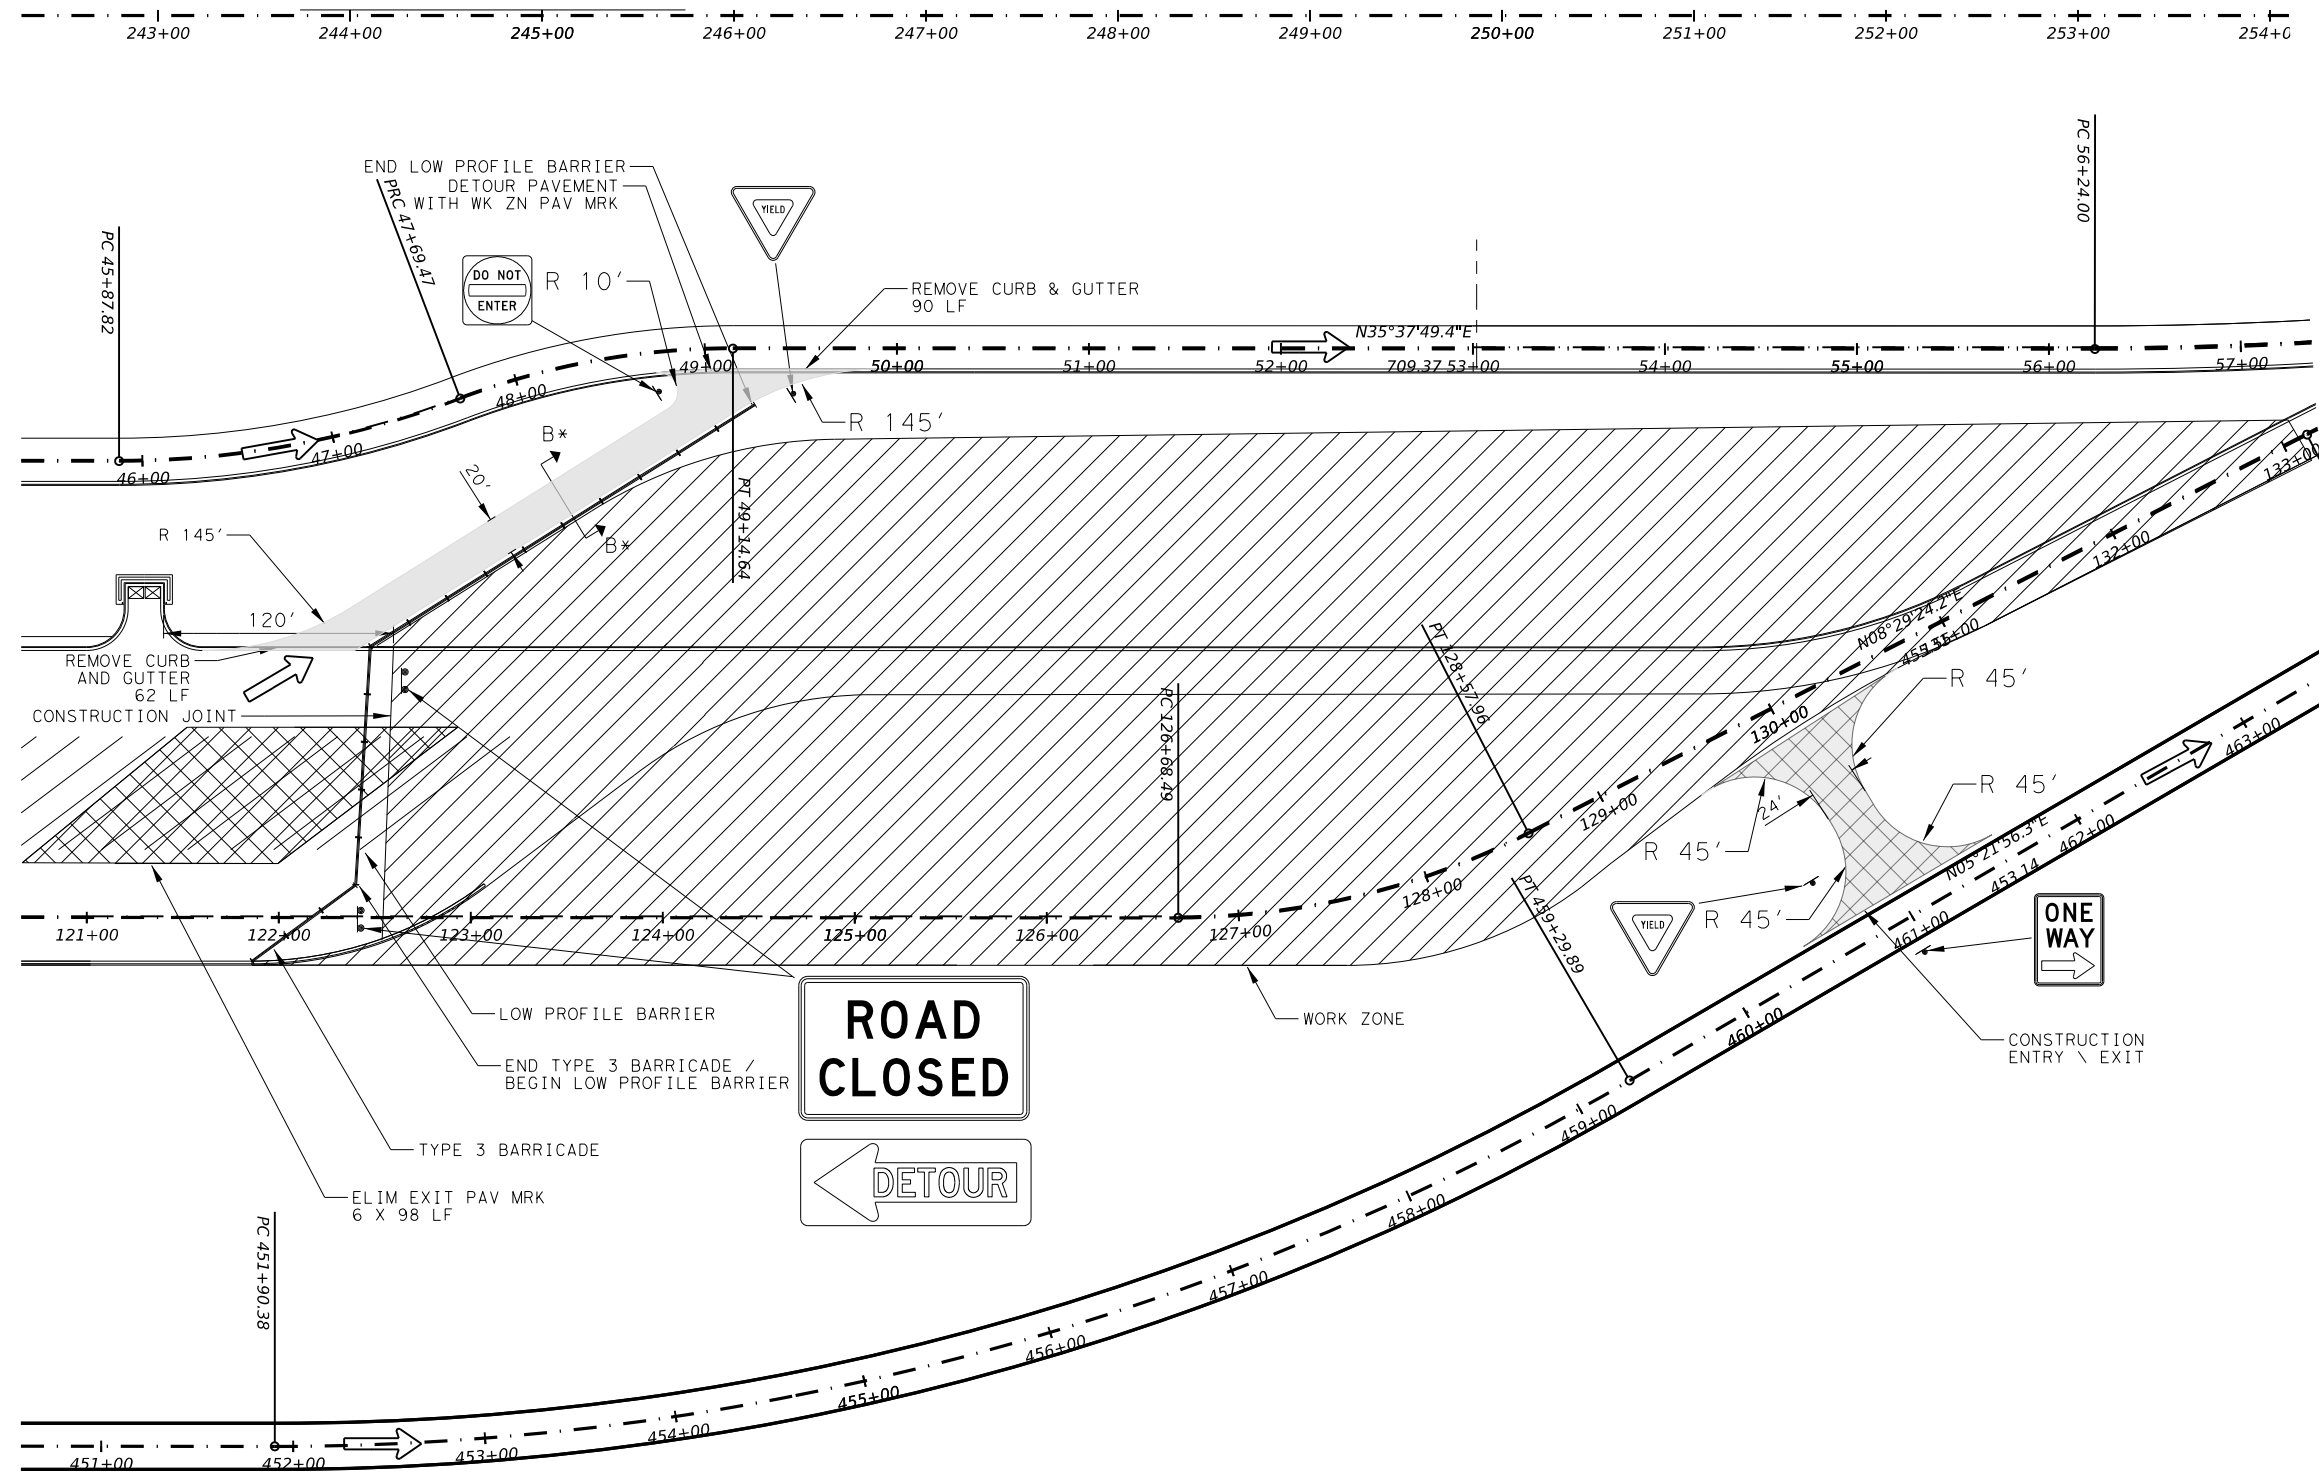 243+00 244+00 245+00 246+00 247+00 248+00 249+00 250+00 251+00 252+00 253+00 254+0
PC 45+87.82
PRC 47+69.47
END LOW PROFILE BARRIER
DETOUR PAVEMENT
WITH WK ZN PAV MRK
YIELD
DO NOT
ENTER
R 10'
REMOVE CURB & GUTTER
90 LF
PC 56+24.00
N35°37'49.4"E
709.37
46+00 47+00 48+00 49+00 50+00 51+00 52+00 53+00 54+00 55+00 56+00 57+00
R 145'
B*
20'
B*
PT 49+14.64
R 145'
120'
REMOVE CURB
AND GUTTER
62 LF
CONSTRUCTION JOINT
PC 126+68.49
PT 128+57.96
N08°29'24.2"E
121+00 122+00 123+00 124+00 125+00 126+00 127+00 128+00 129+00 130+00 132+00 133+00
R 45'
R 45'
24'
R 45'
R 45'
YIELD
N05°21'56.3"E
453.14
PT 459+29.89
ONE
WAY
CONSTRUCTION
ENTRY \ EXIT
WORK ZONE
LOW PROFILE BARRIER
END TYPE 3 BARRICADE /
BEGIN LOW PROFILE BARRIER
ROAD
CLOSED
DETOUR
TYPE 3 BARRICADE
ELIM EXIT PAV MRK
6 X 98 LF
PC 451+90.38
451+00 452+00 453+00 454+00 455+00 456+00 457+00 458+00 459+00 460+00 461+00 462+00 463+00